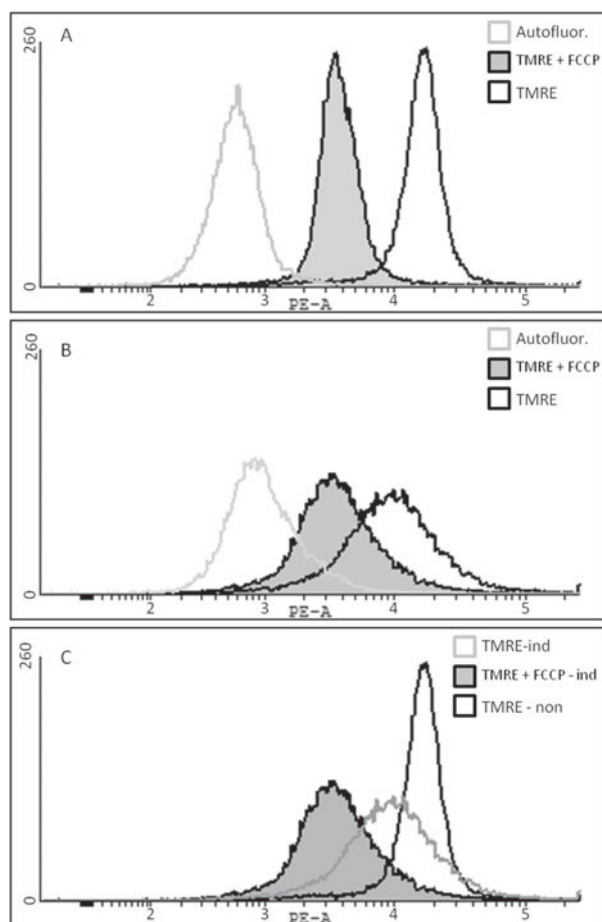 A
260
Autofluor.
TMRE + FCCP
TMRE
0
2 3 4 5
PE-A
B
260
Autofluor.
TMRE + FCCP
TMRE
0
2 3 4 5
PE-A
C
260
TMRE-ind
TMRE + FCCP - ind
TMRE - non
0
2 3 4 5
PE-A